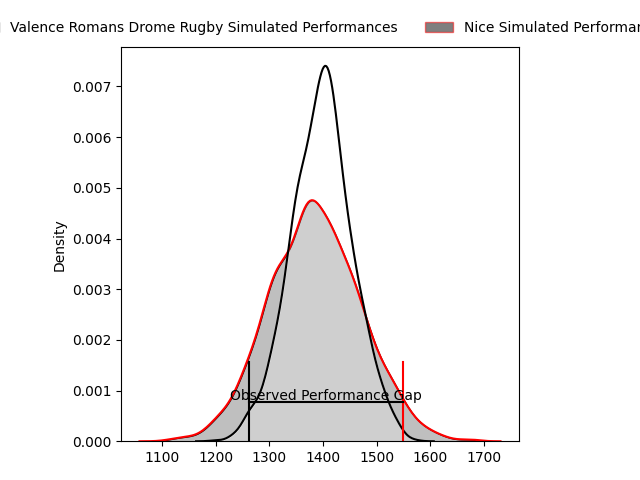 Valence Romans Drome Rugby Simulated Performances
Nice Simulated Performan
0.007
0.006
0.005
0.004
0.003
0.002
0.001
0.000
Density
Observed Performance Gap
1100 1200 1300 1400 1500 1600 1700